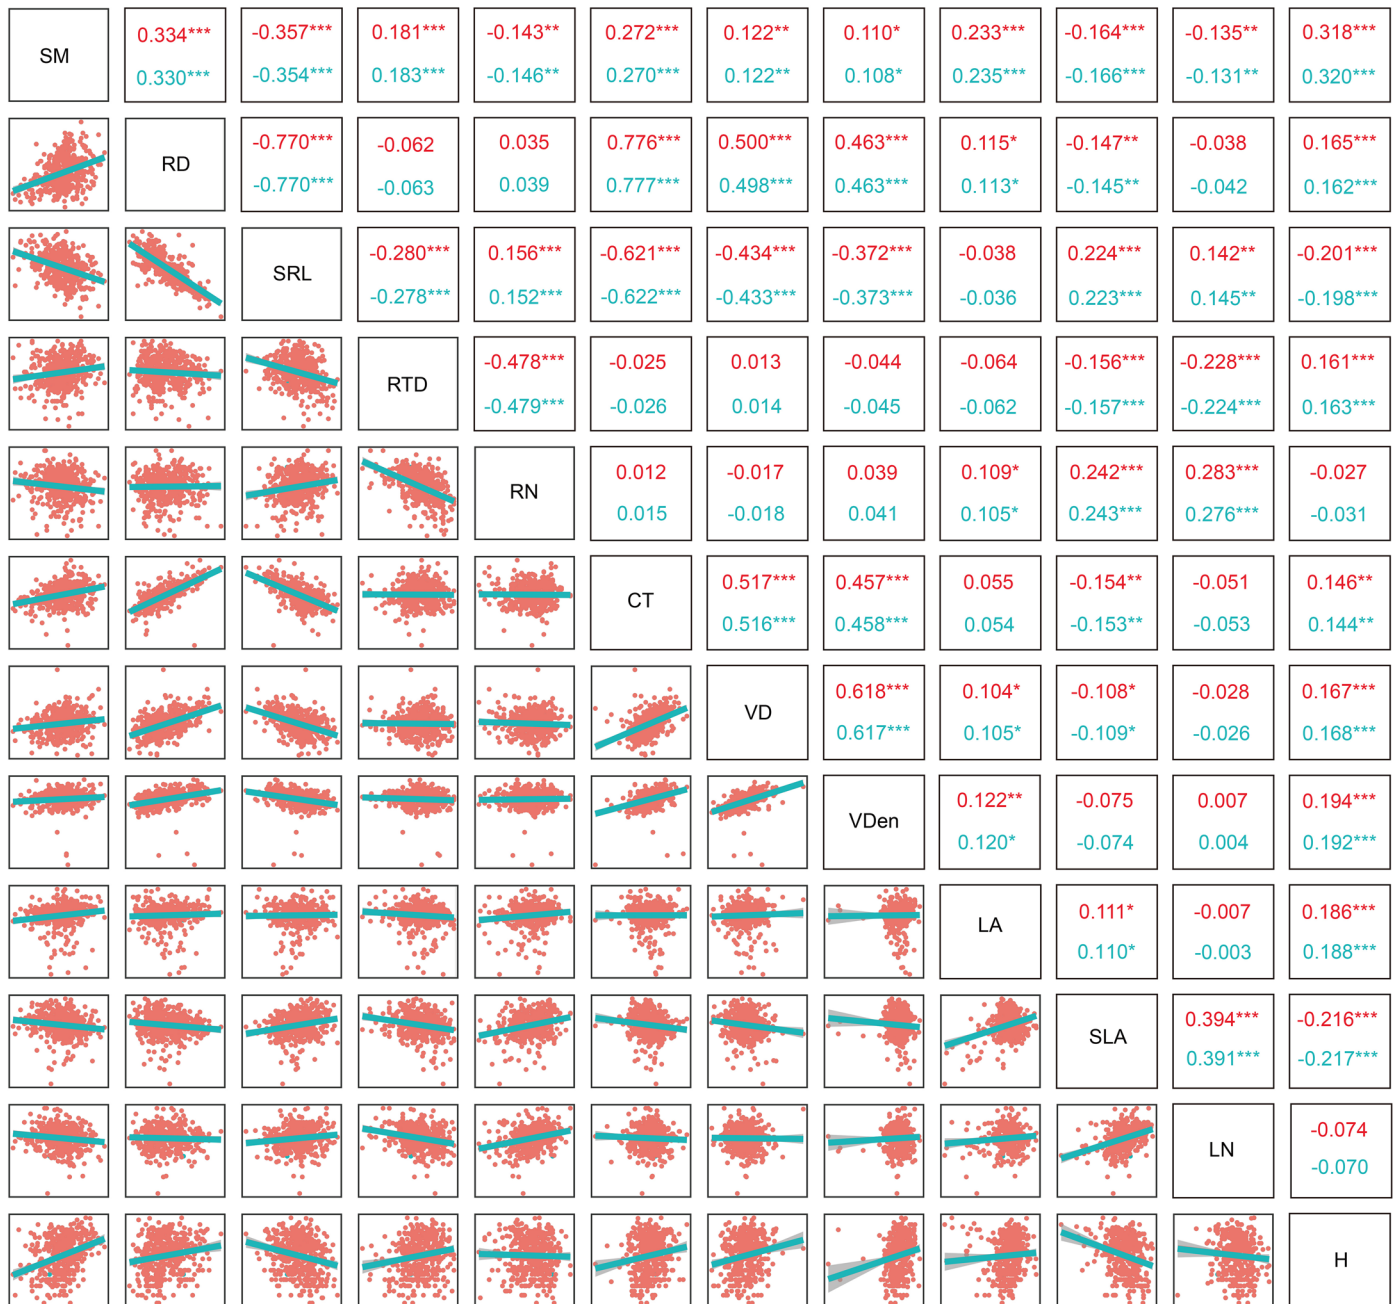 SM 0.334*** -0.357*** 0.181*** -0.143** 0.272*** 0.122** 0.110* 0.233*** -0.164*** -0.135** 0.318***
0.330*** -0.354*** 0.183*** -0.146** 0.270*** 0.122** 0.108* 0.235*** -0.166*** -0.131** 0.320***
RD -0.770*** -0.062 0.035 0.776*** 0.500*** 0.463*** 0.115* -0.147** -0.038 0.165***
-0.770*** -0.063 0.039 0.777*** 0.498*** 0.463*** 0.113* -0.145** -0.042 0.162***
SRL -0.280*** 0.156*** -0.621*** -0.434*** -0.372*** -0.038 0.224*** 0.142** -0.201***
-0.278*** 0.152*** -0.622*** -0.433*** -0.373*** -0.036 0.223*** 0.145** -0.198***
RTD -0.478*** -0.025 0.013 -0.044 -0.064 -0.156*** -0.228*** 0.161***
-0.479*** -0.026 0.014 -0.045 -0.062 -0.157*** -0.224*** 0.163***
RN 0.012 -0.017 0.039 0.109* 0.242*** 0.283*** -0.027
0.015 -0.018 0.041 0.105* 0.243*** 0.276*** -0.031
CT 0.517*** 0.457*** 0.055 -0.154** -0.051 0.146**
0.516*** 0.458*** 0.054 -0.153** -0.053 0.144**
VD 0.618*** 0.104* -0.108* -0.028 0.167***
0.617*** 0.105* -0.109* -0.026 0.168***
VDen 0.122** -0.075 0.007 0.194***
0.120* -0.074 0.004 0.192***
LA 0.111* -0.007 0.186***
0.110* -0.003 0.188***
SLA 0.394*** -0.216***
0.391*** -0.217***
LN -0.074
-0.070
H